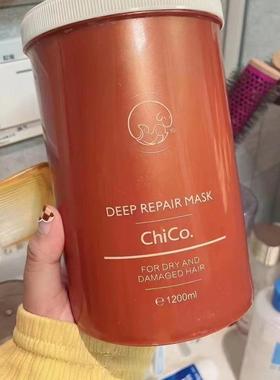 DEEP REPAIR MASK
ChiCo.
FOR DRY AND
DAMAGED HAIR
℮ 1200ml